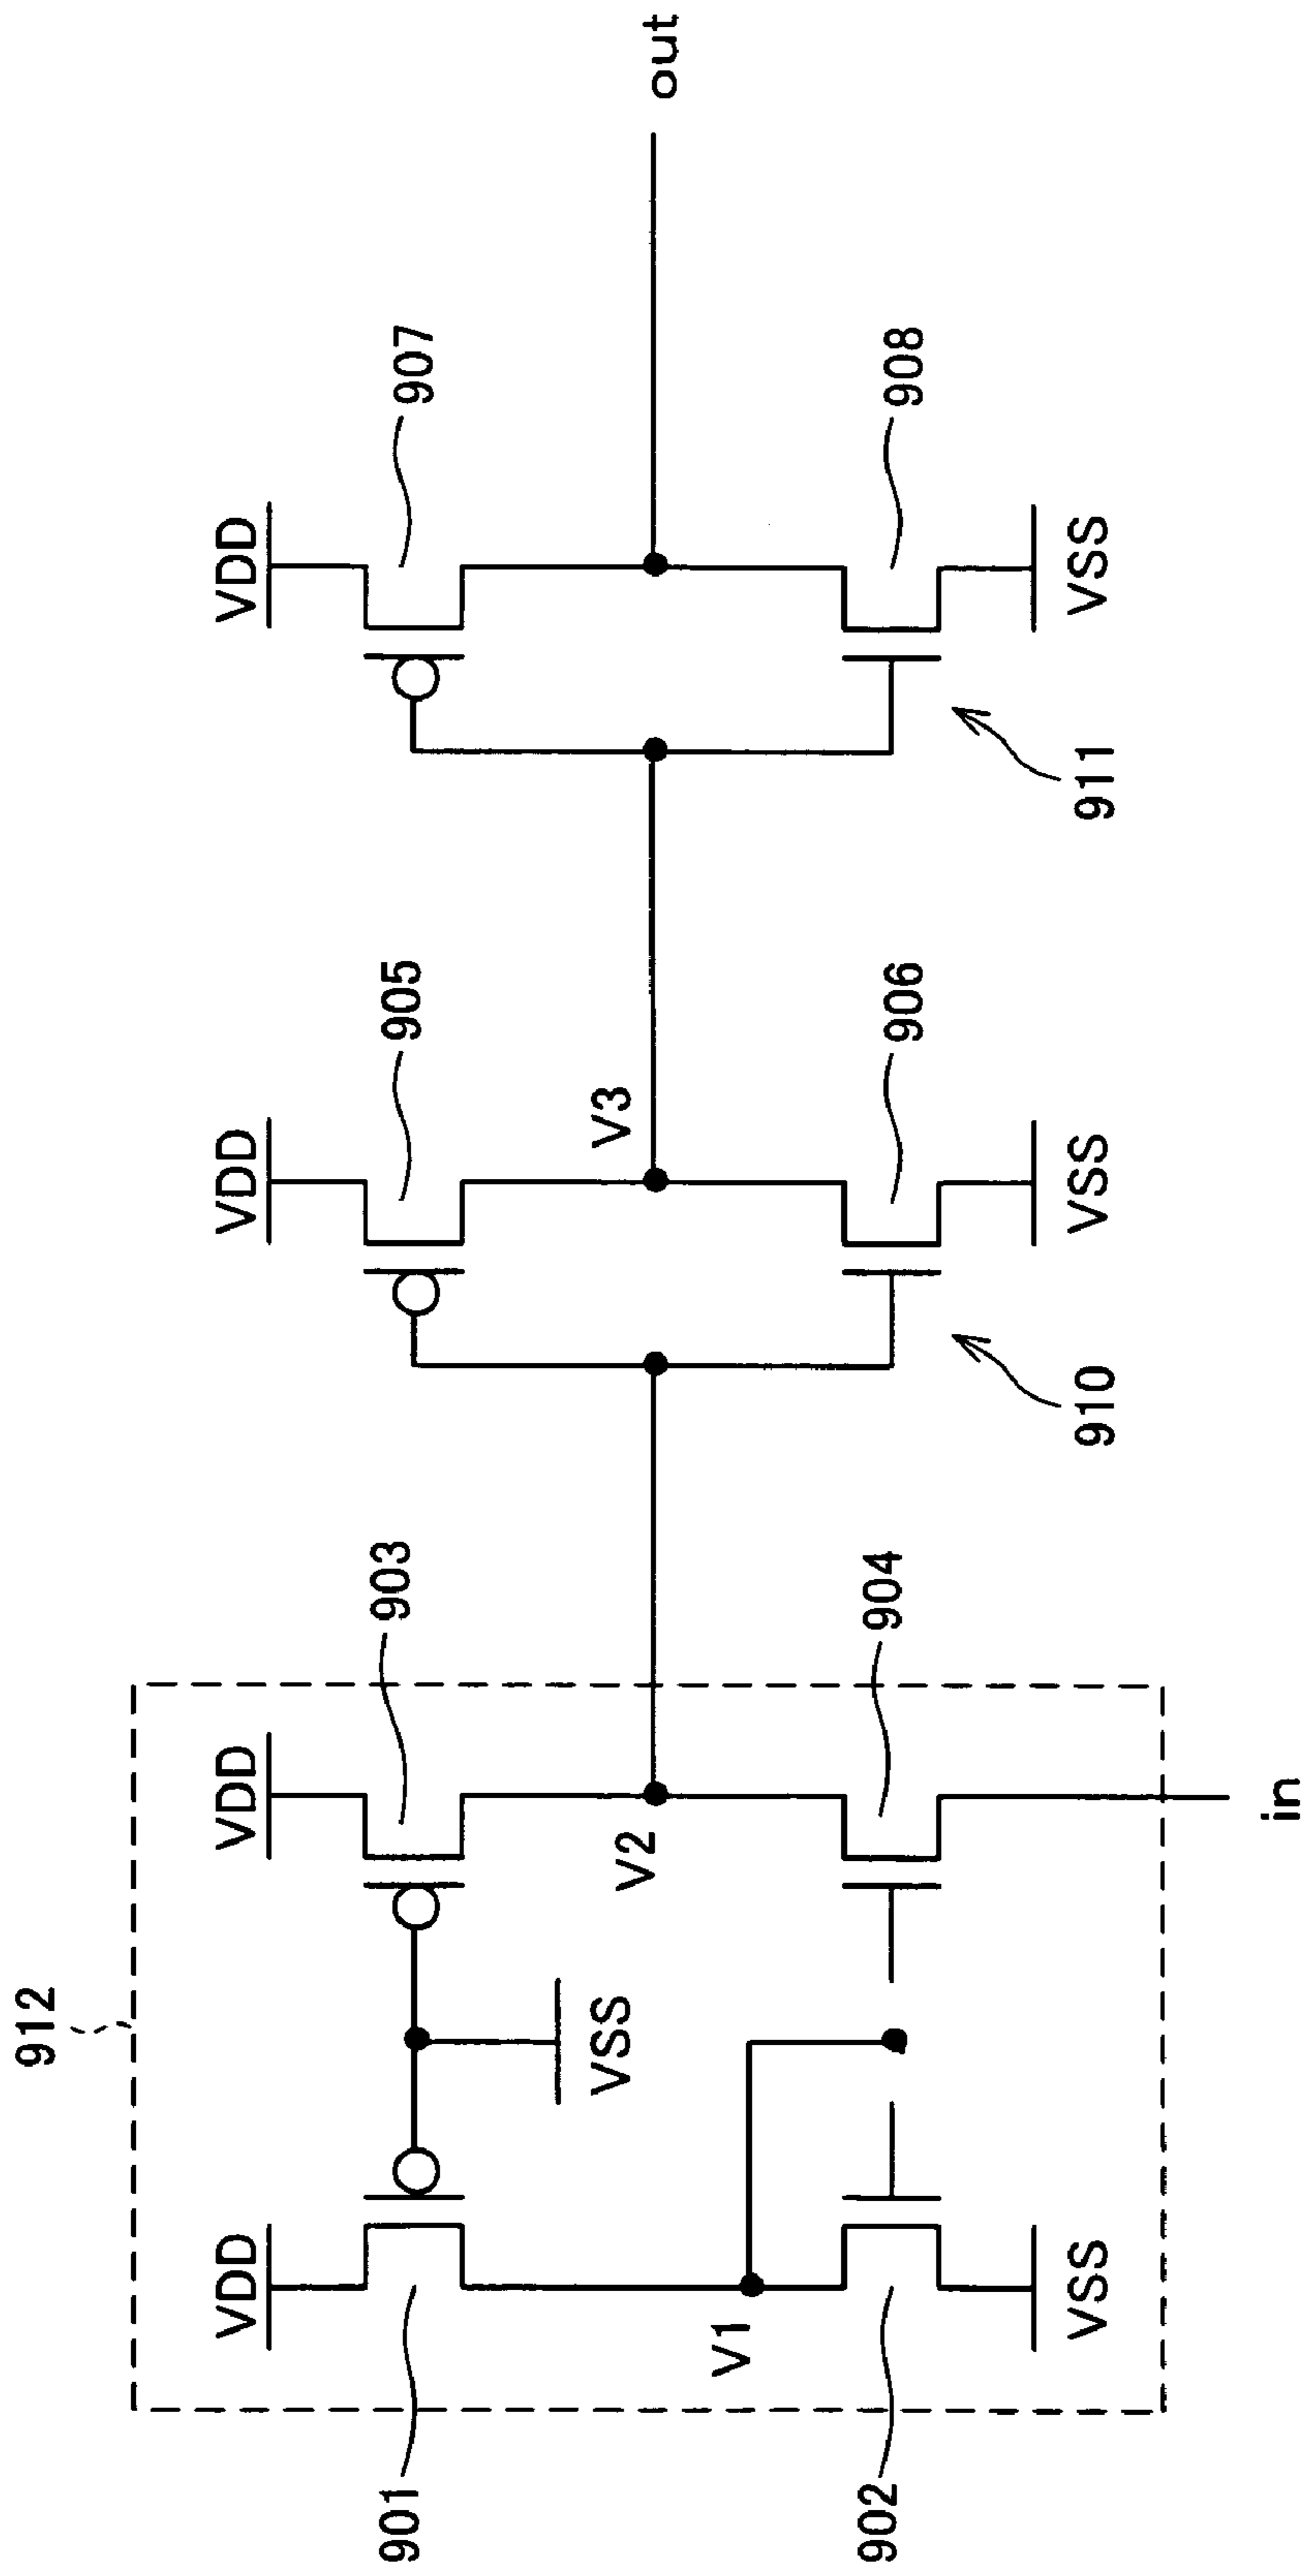 912
VDD
VDD
VDD
VDD
901
903
905
907
VSS
V1
V2
V3
out
902
904
906
908
VSS
VSS
VSS
910
911
in